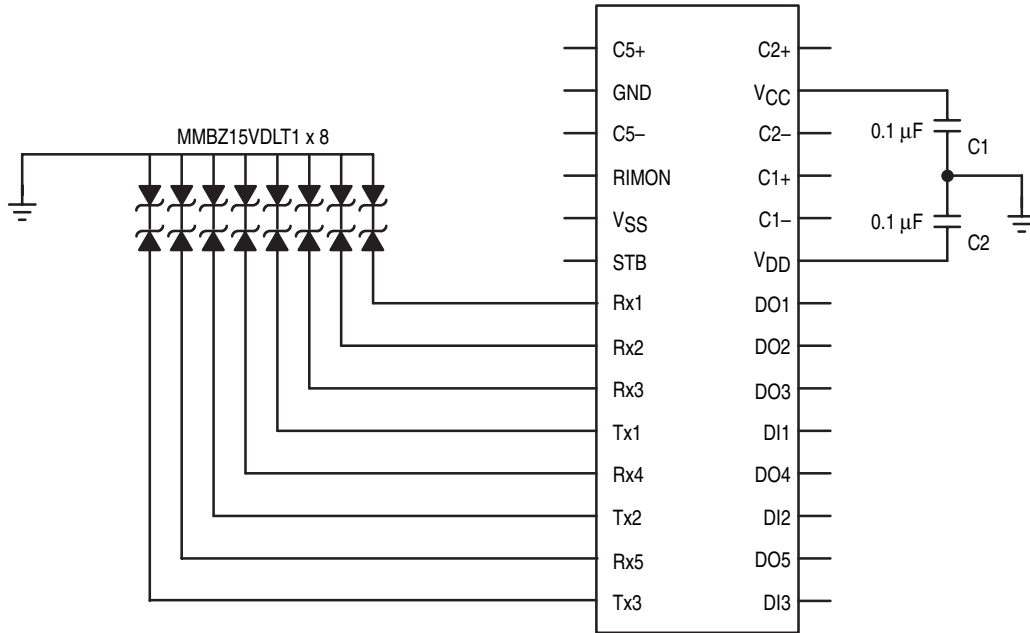 MMBZ15VDLT1 x 8
C5+
GND
C5–
RIMON
VSS
STB
Rx1
Rx2
Rx3
Tx1
Rx4
Tx2
Rx5
Tx3
C2+
VCC
C2–
C1+
C1–
VDD
DO1
DO2
DO3
DI1
DO4
DI2
DO5
DI3
0.1 µF
C1
0.1 µF
C2